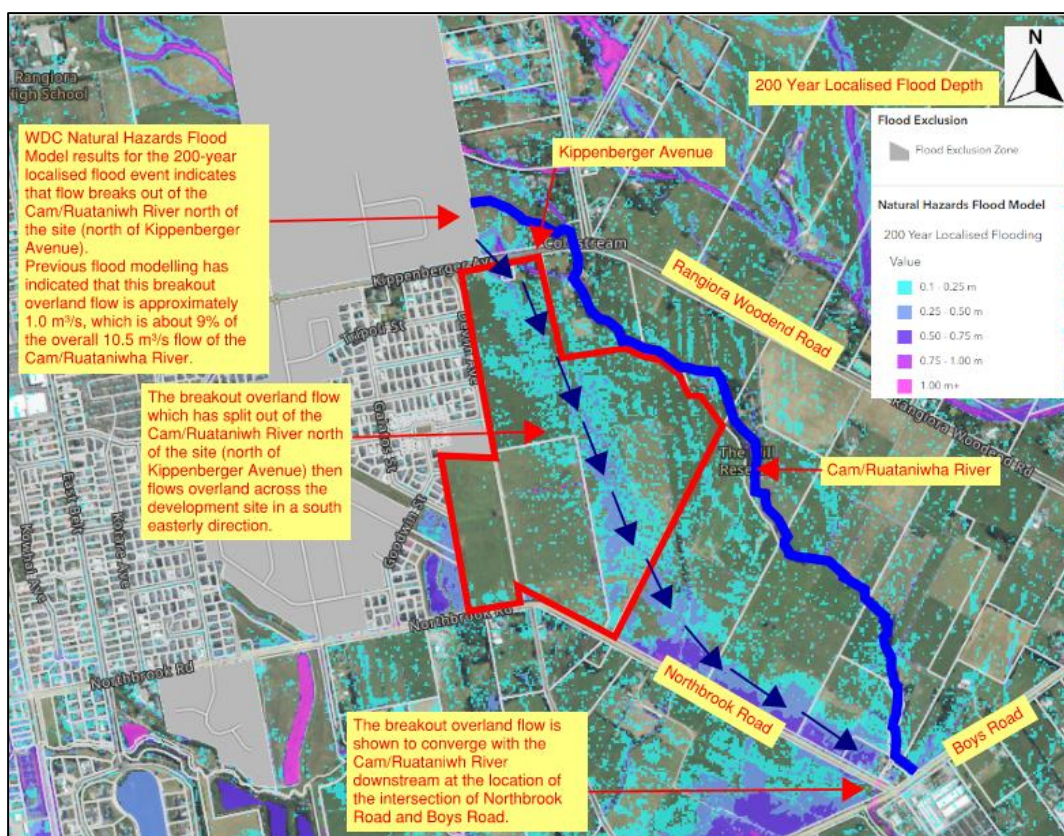 Rangiora
High School
200 Year Localised Flood Depth
N
Flood Exclusion
Flood Exclusion Zone
Natural Hazards Flood Model
200 Year Localised Flooding
Value
0.1 - 0.25 m
0.25 - 0.50 m
0.50 - 0.75 m
0.75 - 1.00 m
1.00 m+
WDC Natural Hazards Flood
Model results for the 200-year
localised flood event indicates
that flow breaks out of the
Cam/Ruataniwh River north of
the site (north of Kippenberger
Avenue).
Previous flood modelling has
indicated that this breakout
overland flow is approximately
1.0 m³/s, which is about 9% of
the overall 10.5 m³/s flow of the
Cam/Ruataniwha River.
Kippenberger Avenue
Kippenberger Av
Rangiora Woodend Road
Rangiora Woodend Rd
Tripoli St
Devlin Ave
The breakout overland flow
which has split out of the
Cam/Ruataniwh River north
of the site (north of
Kippenberger Avenue) then
flows overland across the
development site in a south
easterly direction.
Cam/Ruataniwha River
Goodwin St
East Belt
Kowhai Ave
Northbrook Rd
Northbrook Rd
Northbrook Road
Boys Road
The breakout overland flow is
shown to converge with the
Cam/Ruataniwh River
downstream at the location of
the intersection of Northbrook
Road and Boys Road.